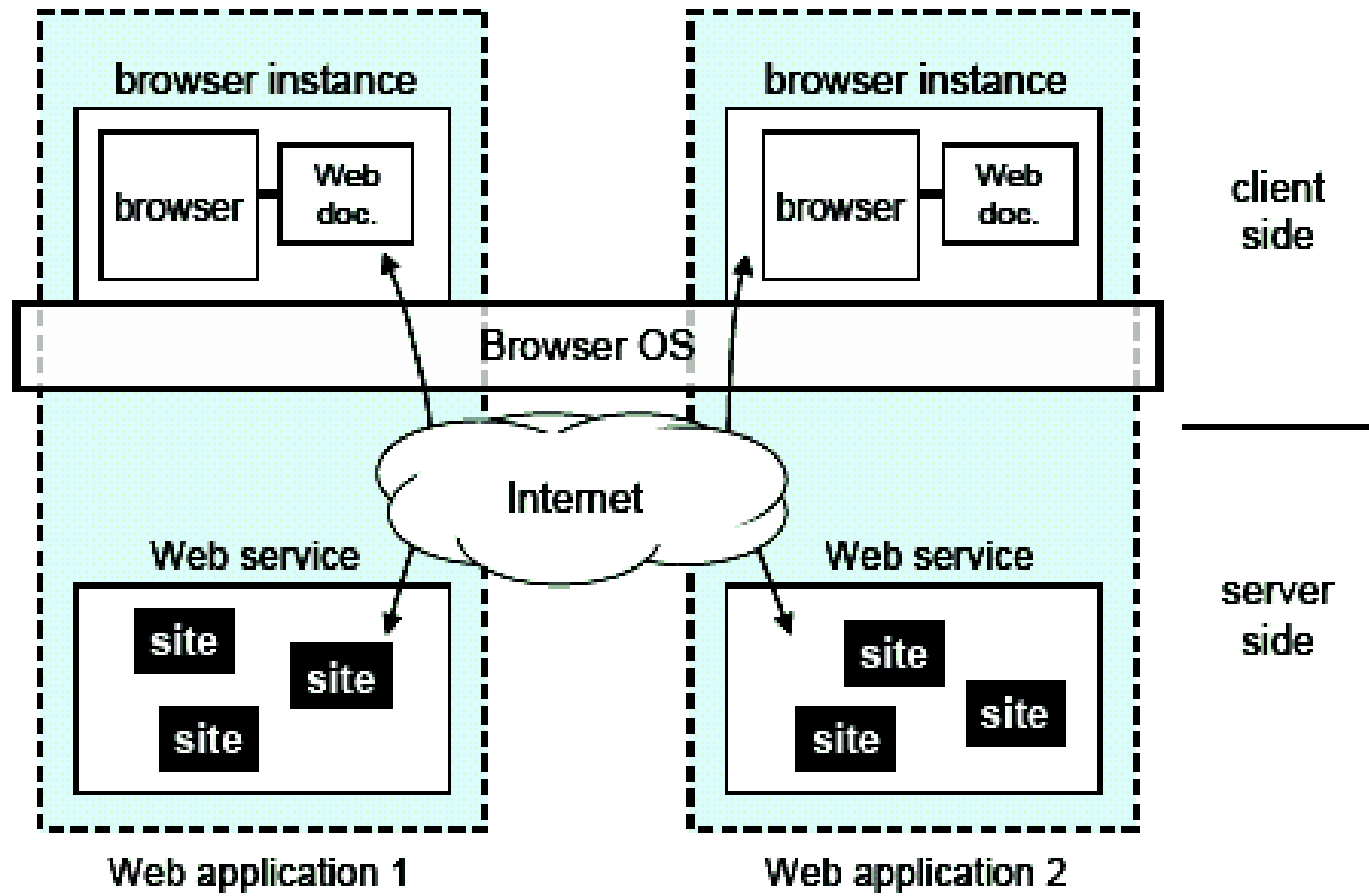 browser instance
browser instance
browser
Web
doc.
browser
Web
doc.
client
side
Browser OS
Internet
Web service
Web service
server
side
site
site
site
site
site
site
Web application 1
Web application 2